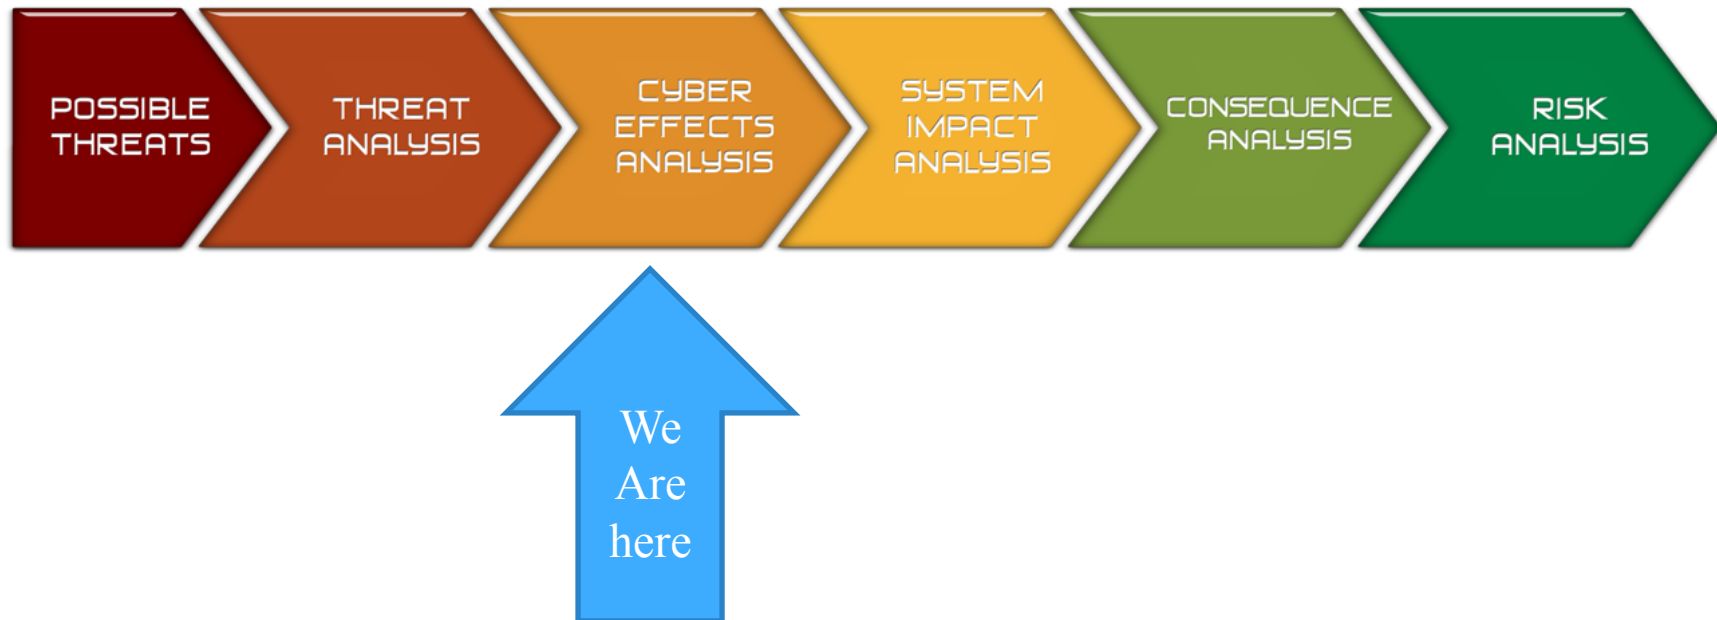 POSSIBLE
THREATS
THREAT
ANALYSIS
CYBER
EFFECTS
ANALYSIS
SYSTEM
IMPACT
ANALYSIS
CONSEQUENCE
ANALYSIS
RISK
ANALYSIS
We
Are
here